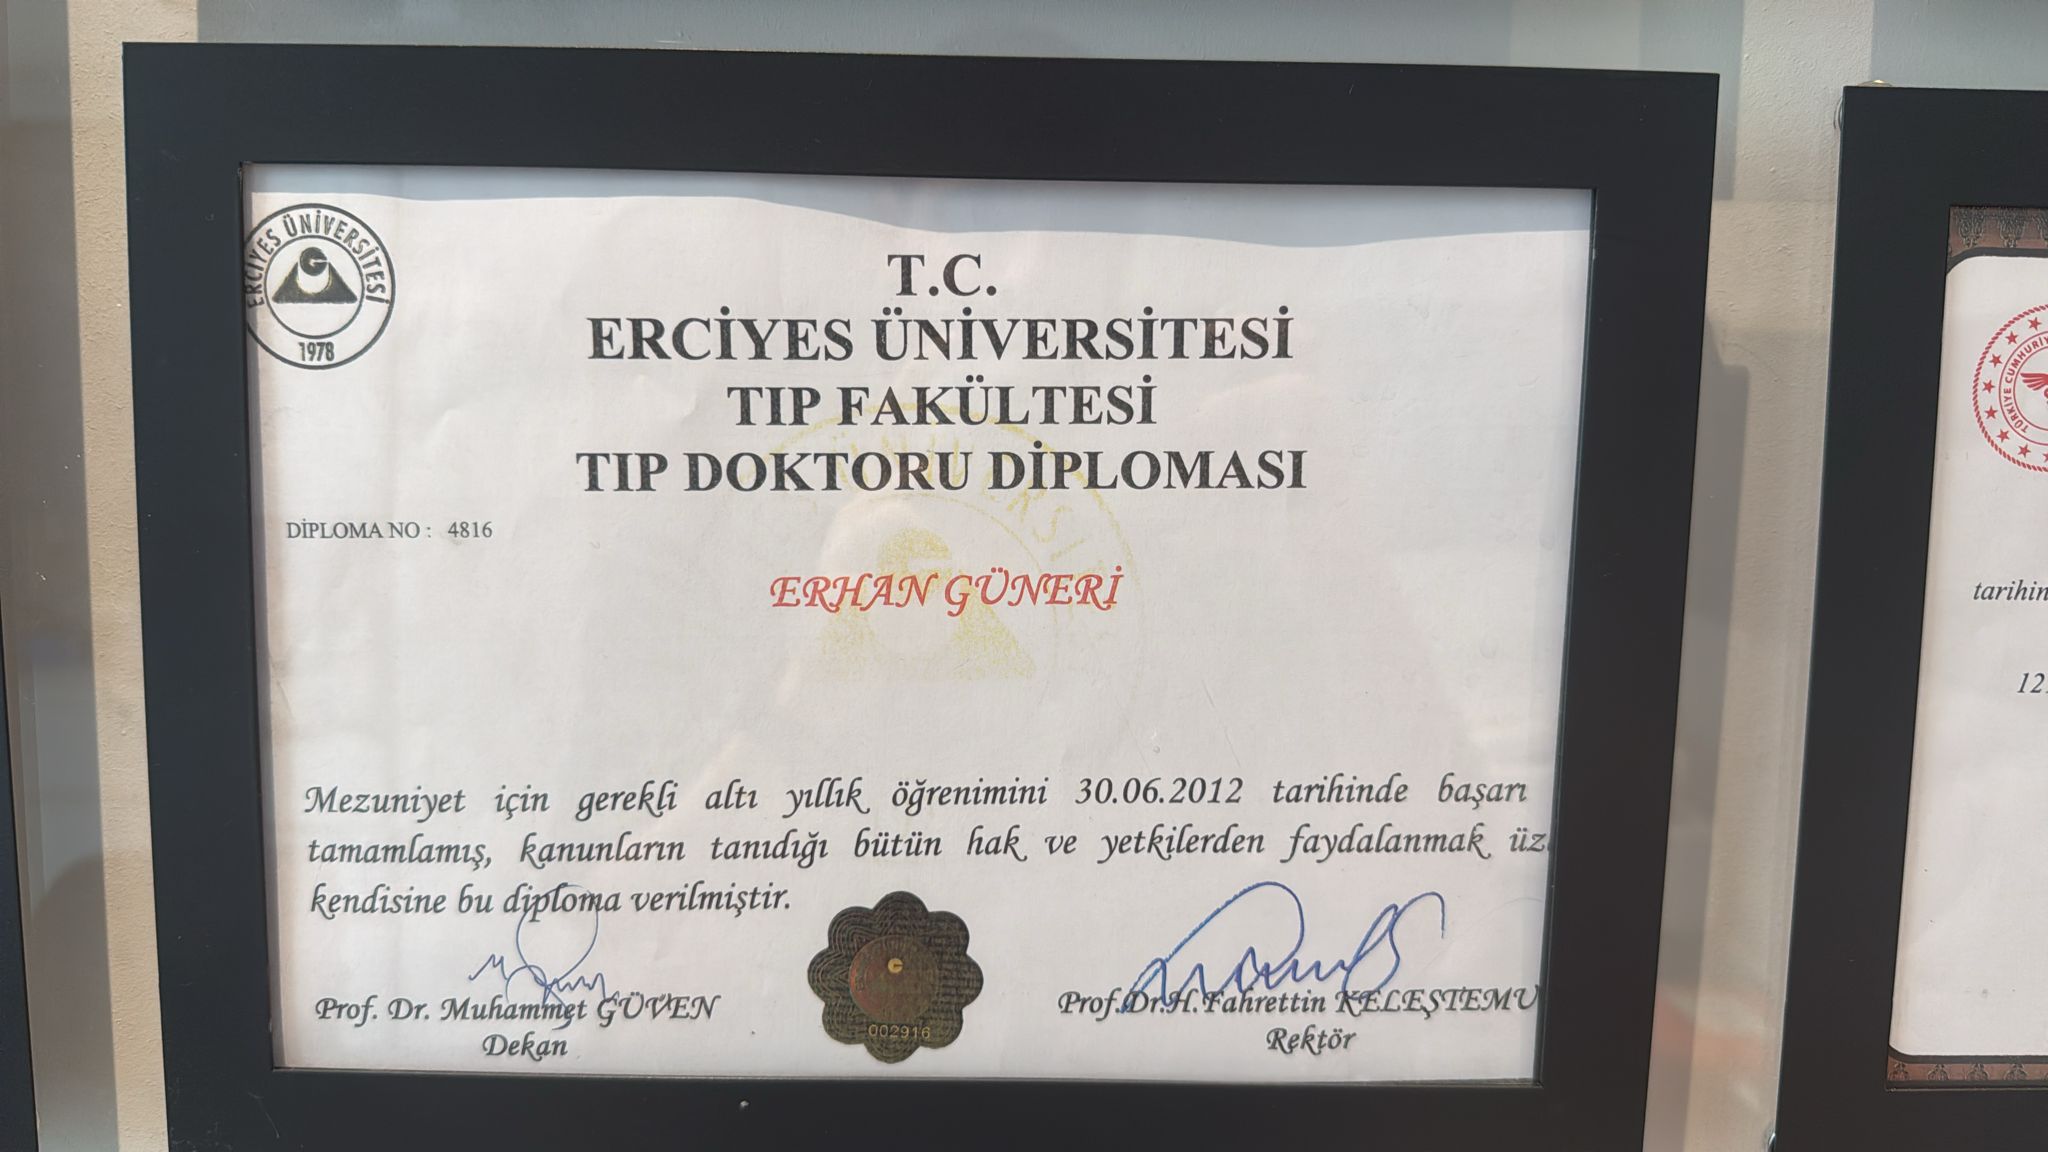 ERCİYES ÜNİVERSİTESİ
1978
T.C.
ERCİYES ÜNİVERSİTESİ
TIP FAKÜLTESİ
TIP DOKTORU DİPLOMASI
DİPLOMA NO : 4816
ERHAN GÜNERİ
Mezuniyet için gerekli altı yıllık öğrenimini 30.06.2012 tarihinde başarı
tamamlamış, kanunların tanıdığı bütün hak ve yetkilerden faydalanmak üz
kendisine bu diploma verilmiştir.
Prof. Dr. Muhammet GÜVEN
Dekan
002916
Prof.Dr.H.Fahrettin KELEŞTEMU
Rektör
tarihin